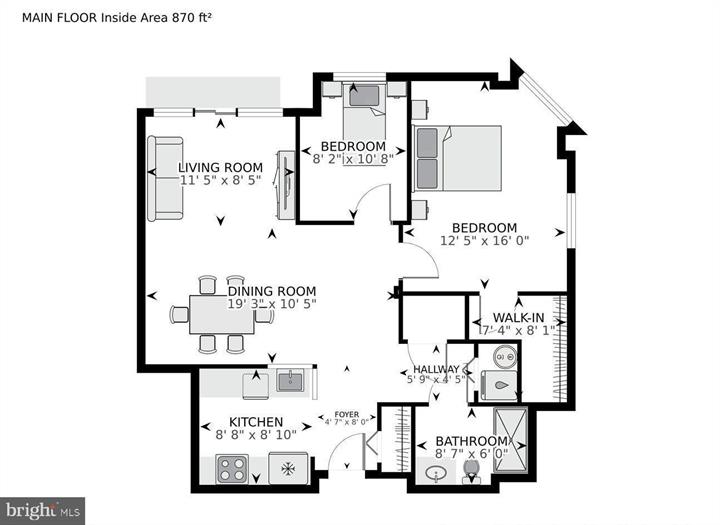 MAIN FLOOR Inside Area 870 ft²
BEDROOM
8' 2" x 10' 8"
LIVING ROOM
11' 5" x 8' 5"
BEDROOM
12' 5" x 16' 0"
DINING ROOM
19' 3" x 10' 5"
WALK-IN
7' 4" x 8' 1"
HALLWAY
5' 9" x 4' 5"
KITCHEN
8' 8" x 8' 10"
FOYER
4' 7" x 8' 0"
BATHROOM
8' 7" x 6' 0"
bright MLS